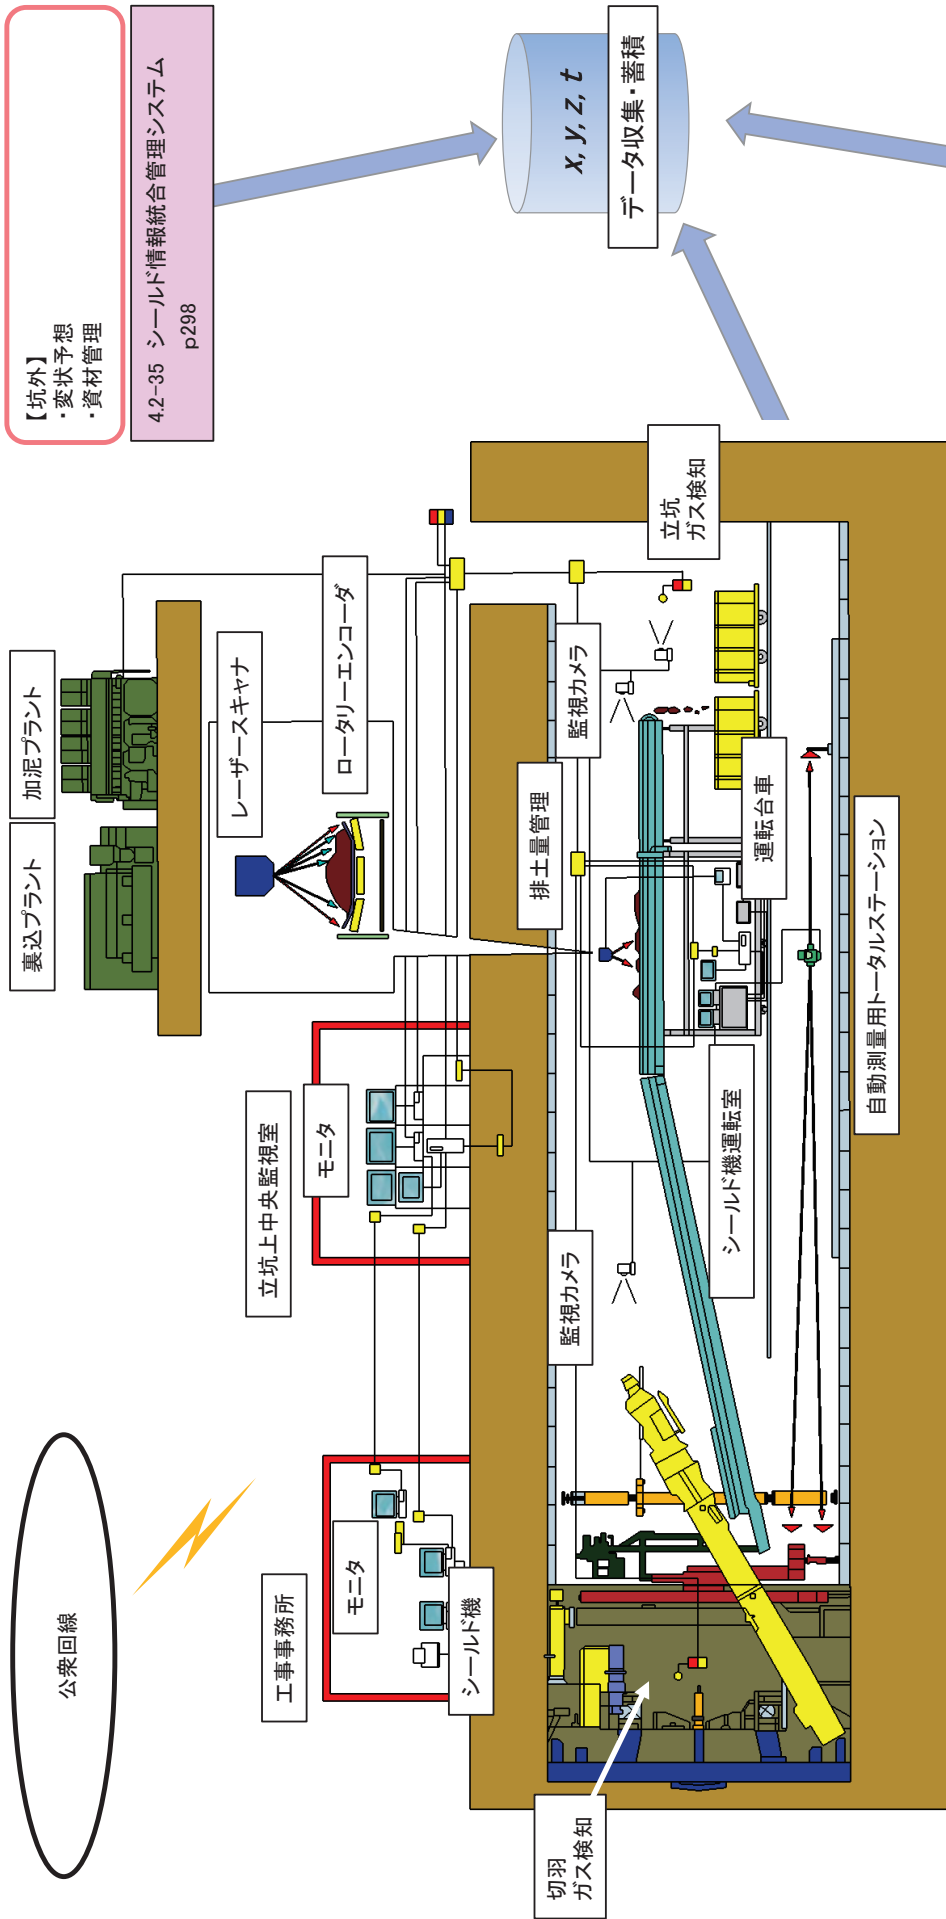 公衆回線
工事事務所
モニタ
シールド機
切羽
ガス検知
立坑上中央監視室
モニタ
裏込プラント
加泥プラント
レーザースキャナ
ロータリーエンコーダ
監視カメラ
排土量管理
監視カメラ
立坑
ガス検知
シールド機運転室
運転台車
自動測量用トータルステーション
【坑外】
・変状予想
・資材管理
4.2-35 シールド情報統合管理システム
p298
x, y, z, t
データ収集・蓄積